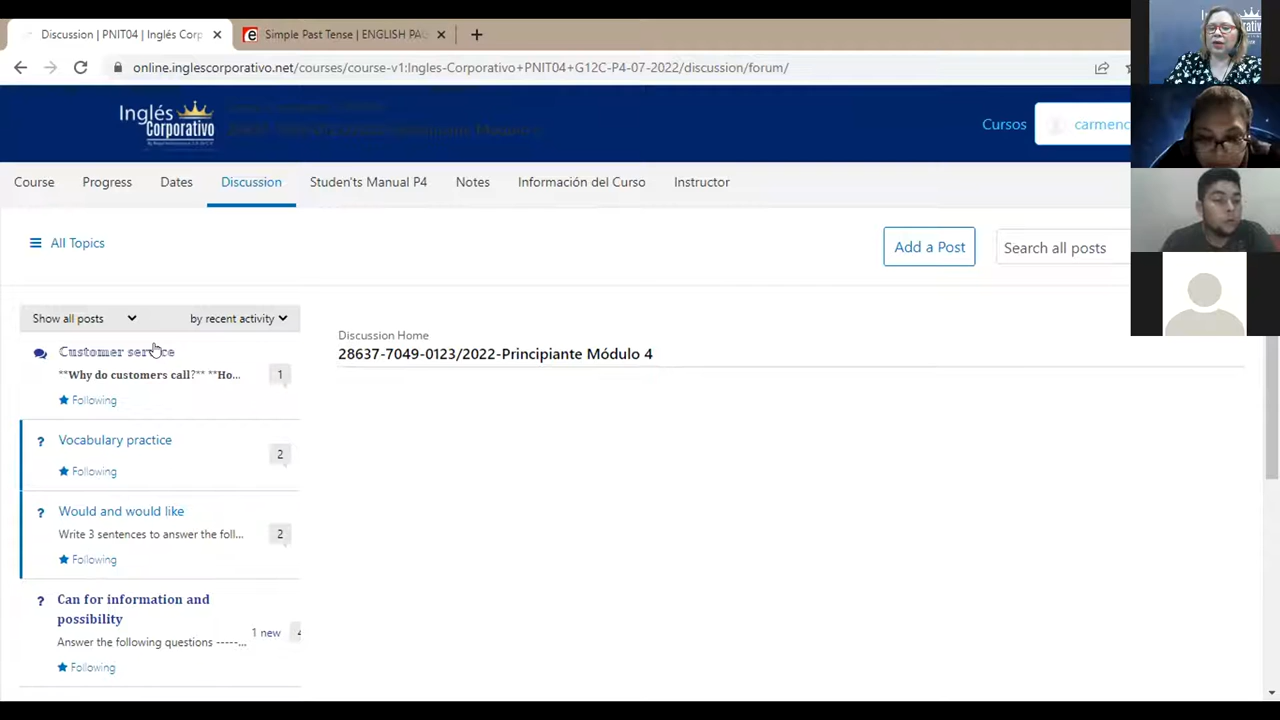 Discussion | PNIT04 | Inglés Corp
Simple Past Tense | ENGLISH PA
online.inglescorporativo.net/courses/course-v1:Ingles-Corporativo+PNIT04+G12C-P4-07-2022/discussion/forum/
Inglés
Corporativo
Cursos
carmenc
Course
Progress
Dates
Discussion
Studen'ts Manual P4
Notes
Información del Curso
Instructor
All Topics
Add a Post
Search all posts
Show all posts
by recent activity
Discussion Home
28637-7049-0123/2022-Principiante Módulo 4
Customer service
**Why do customers call?** **Ho...
1
Following
Vocabulary practice
2
Following
Would and would like
Write 3 sentences to answer the foll...
2
Following
Can for information and
possibility
1 new
Answer the following questions -----...
Following